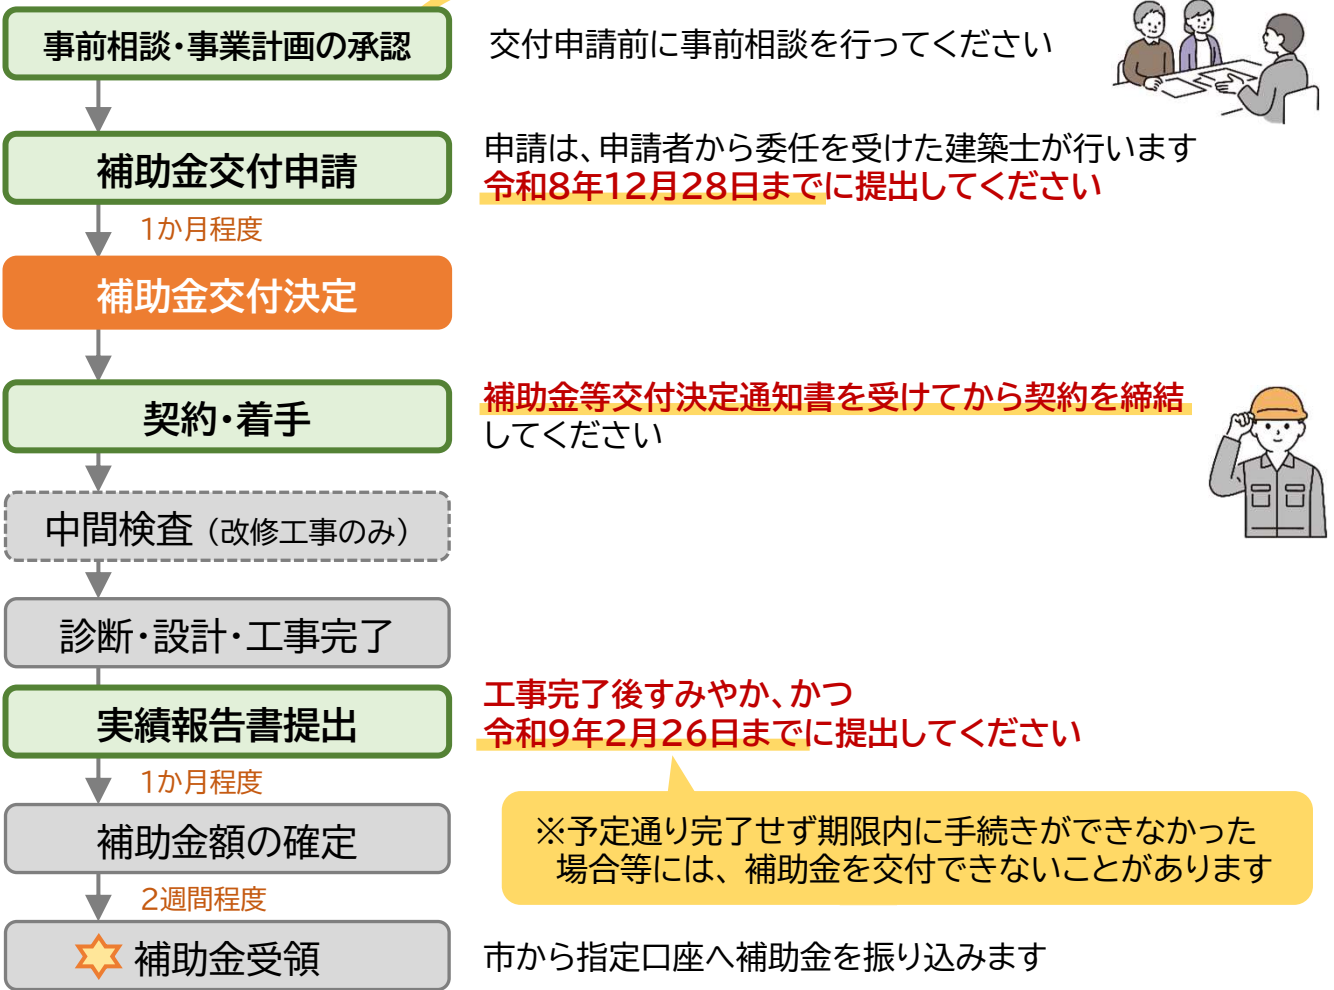 事前相談・事業計画の承認
交付申請前に事前相談を行ってください
補助金交付申請
申請は、申請者から委任を受けた建築士が行います
令和8年12月28日までに提出してください
1か月程度
補助金交付決定
契約・着手
補助金等交付決定通知書を受けてから契約を締結
してください
中間検査（改修工事のみ）
診断・設計・工事完了
実績報告書提出
工事完了後すみやか、かつ
令和9年2月26日までに提出してください
1か月程度
補助金額の確定
※予定通り完了せず期限内に手続きができなかった
場合等には、補助金を交付できないことがあります
2週間程度
補助金受領
市から指定口座へ補助金を振り込みます